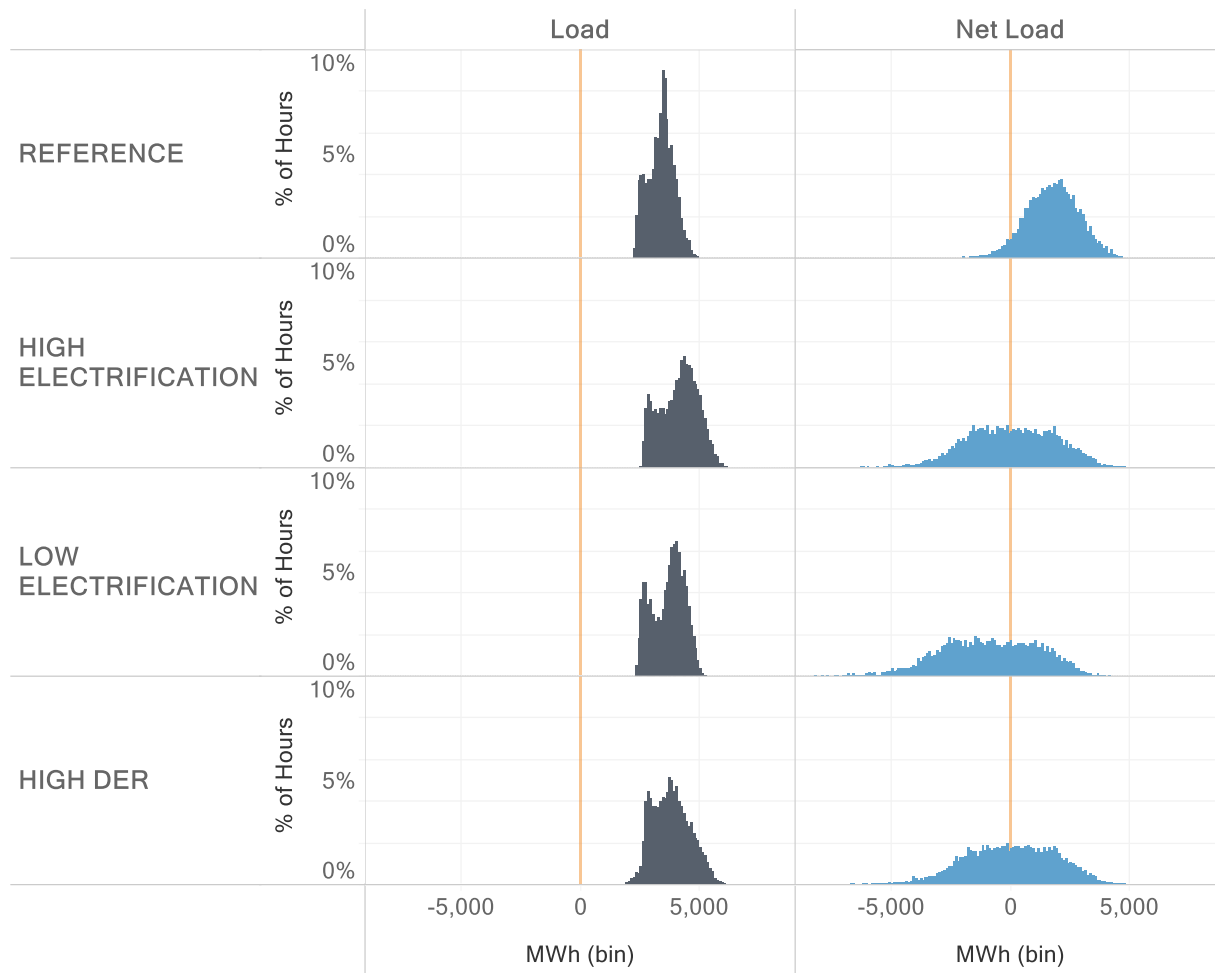 Load
Net Load
REFERENCE
% of Hours
10%
5%
0%
HIGH
ELECTRIFICATION
% of Hours
10%
5%
0%
LOW
ELECTRIFICATION
% of Hours
10%
5%
0%
HIGH DER
% of Hours
10%
5%
0%
-5,000
0
5,000
-5,000
0
5,000
MWh (bin)
MWh (bin)